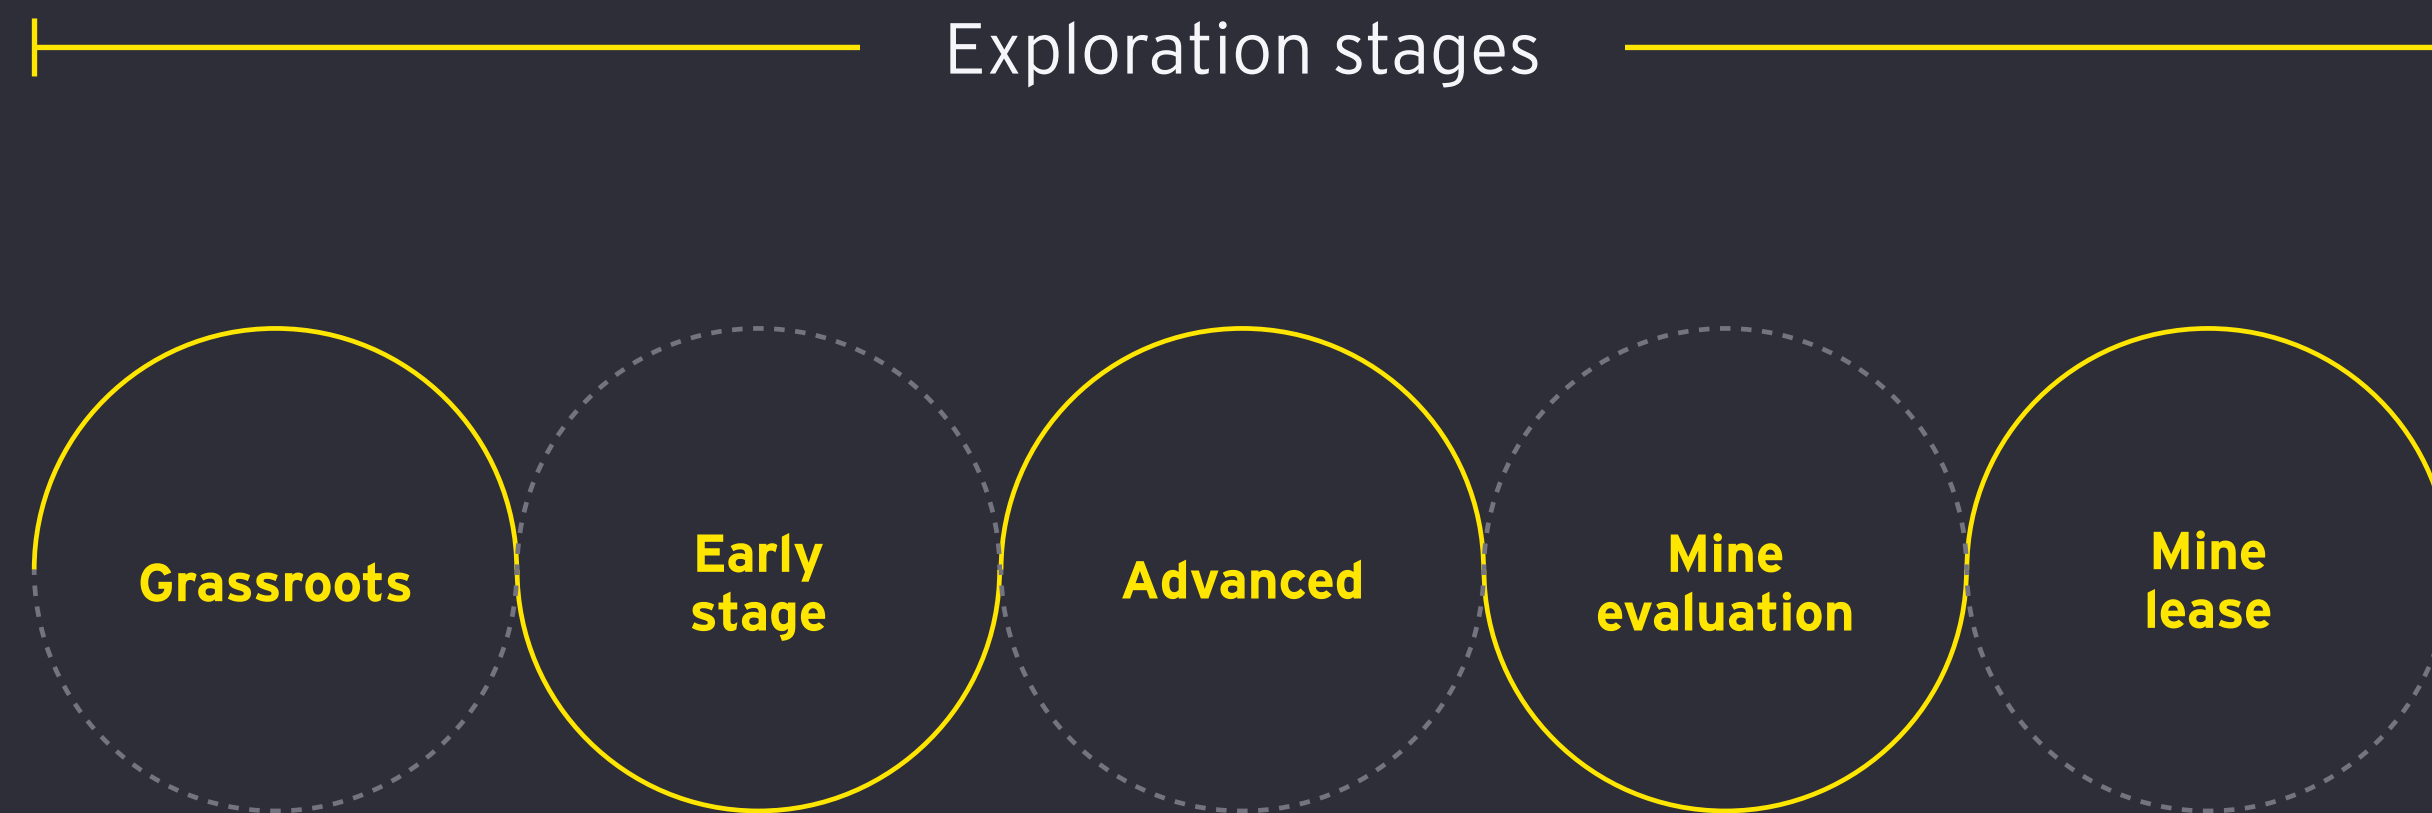 Exploration stages
Grassroots
Early
stage
Advanced
Mine
evaluation
Mine
lease